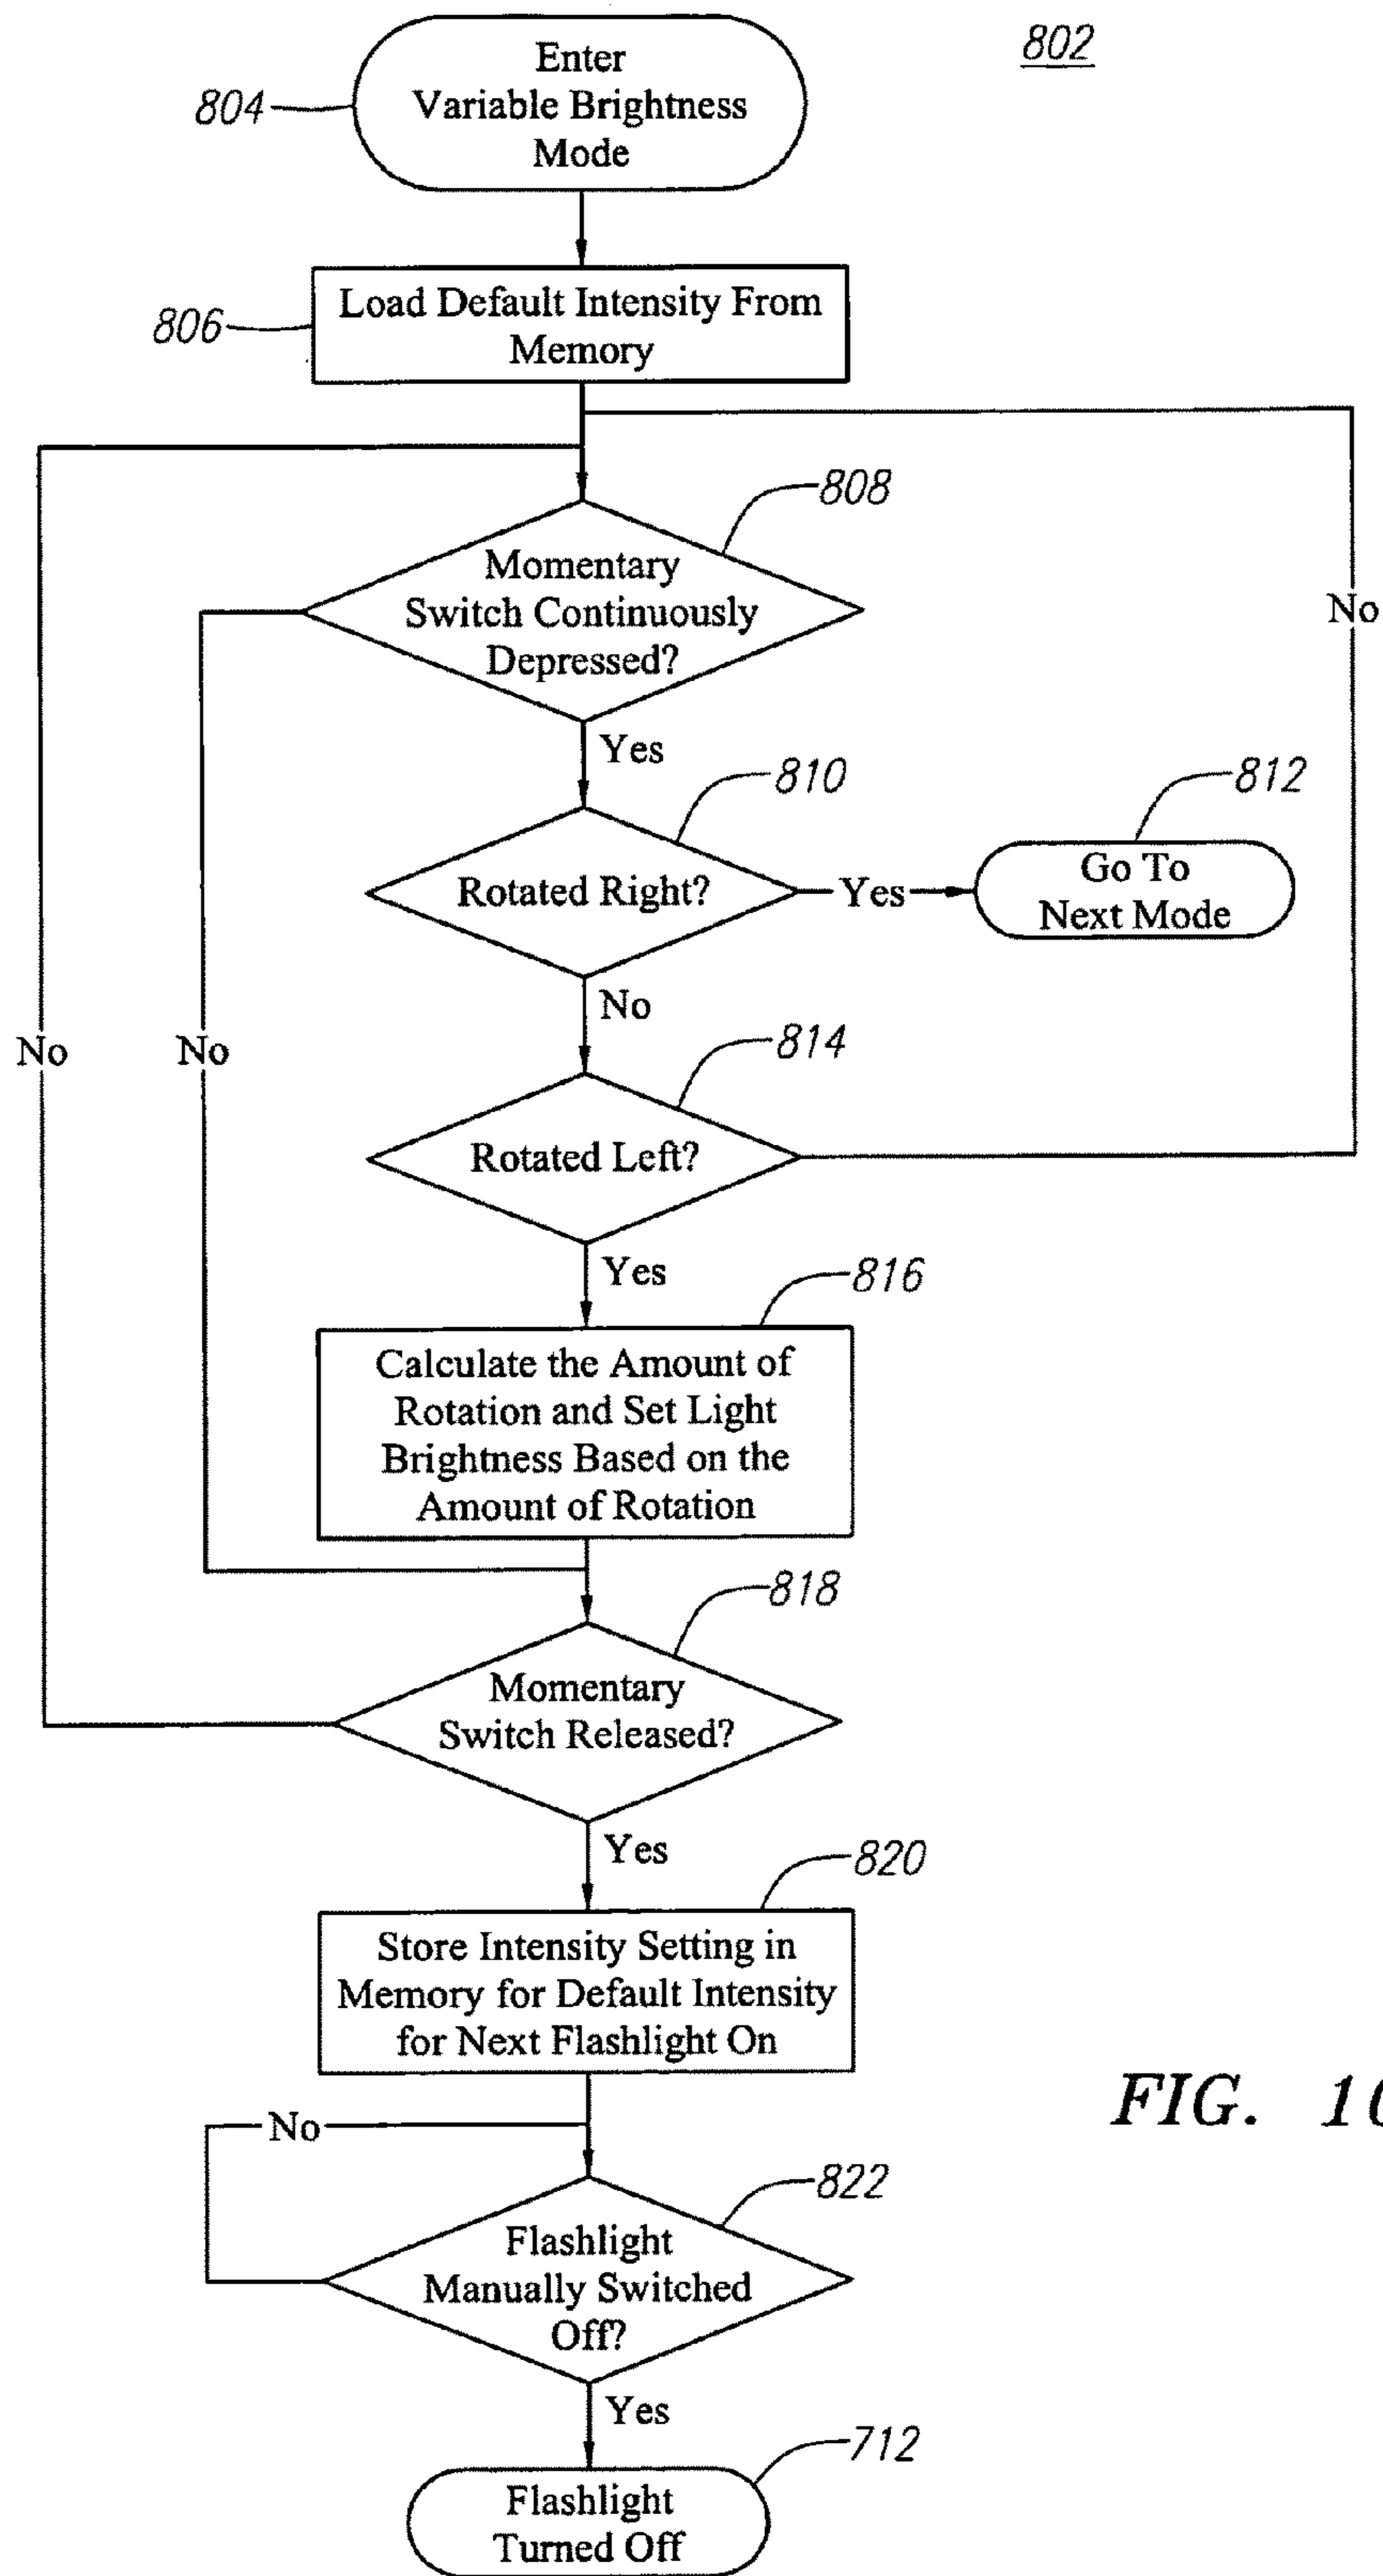 802
804
Enter
Variable Brightness
Mode
806
Load Default Intensity From
Memory
808
Momentary
Switch Continuously
Depressed?
No
Yes
810
812
Rotated Right?
Yes
Go To
Next Mode
No
No
No
814
Rotated Left?
Yes
816
Calculate the Amount of
Rotation and Set Light
Brightness Based on the
Amount of Rotation
818
Momentary
Switch Released?
Yes
820
Store Intensity Setting in
Memory for Default Intensity
for Next Flashlight On
FIG. 10
No
822
Flashlight
Manually Switched
Off?
Yes
712
Flashlight
Turned Off